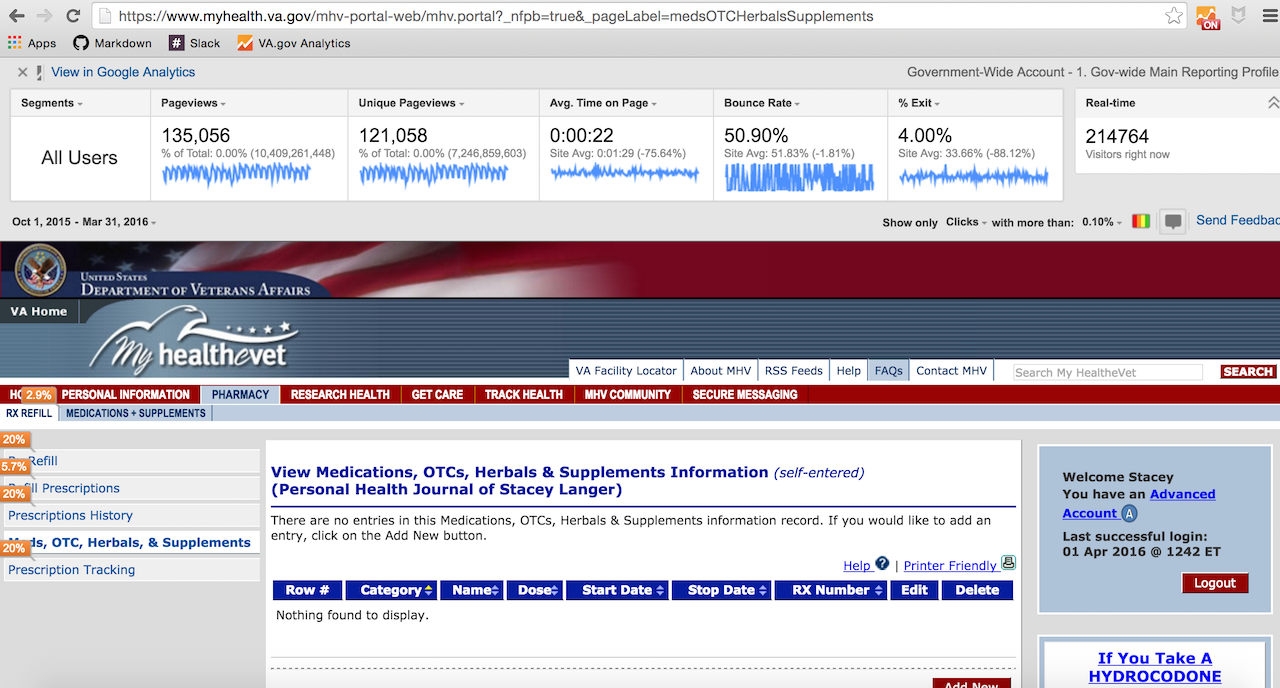 https://www.myhealth.va.gov/mhv-portal-web/mhv.portal?_nfpb=true&_pageLabel=medsOTCHerbalsSupplements
ON
Apps Markdown # Slack VA.gov Analytics
View in Google Analytics Government-Wide Account - 1. Gov-wide Main Reporting Profile
Segments Pageviews Unique Pageviews Avg. Time on Page Bounce Rate % Exit Real-time
All Users
135,056 121,058 0:00:22 50.90% 4.00% 214764
% of Total: 0.00% (10,409,261,448) % of Total: 0.00% (7,246,859,603) Site Avg: 0:01:29 (-75.64%) Site Avg: 51.83% (-1.81%) Site Avg: 33.66% (-88.12%) Visitors right now
Oct 1, 2015 - Mar 31, 2016 Show only Clicks with more than: 0.10% Send Feedbac
UNITED STATES
DEPARTMENT OF VETERANS AFFAIRS
VA Home
My healthevet
VA Facility Locator About MHV RSS Feeds Help FAQs Contact MHV Search My HealtheVet SEARCH
2.9% PERSONAL INFORMATION PHARMACY RESEARCH HEALTH GET CARE TRACK HEALTH MHV COMMUNITY SECURE MESSAGING
RX REFILL MEDICATIONS + SUPPLEMENTS
20%
Refill
5.7%
Prescriptions
20%
Prescriptions History
Meds, OTC, Herbals, & Supplements
20%
Prescription Tracking
View Medications, OTCs, Herbals & Supplements Information (self-entered)
(Personal Health Journal of Stacey Langer)
There are no entries in this Medications, OTCs, Herbals & Supplements information record. If you would like to add an
entry, click on the Add New button.
Help ? | Printer Friendly
Row # Category Name Dose Start Date Stop Date RX Number Edit Delete
Nothing found to display.
Add New
Welcome Stacey
You have an Advanced
Account A
Last successful login:
01 Apr 2016 @ 1242 ET
Logout
If You Take A
HYDROCODONE